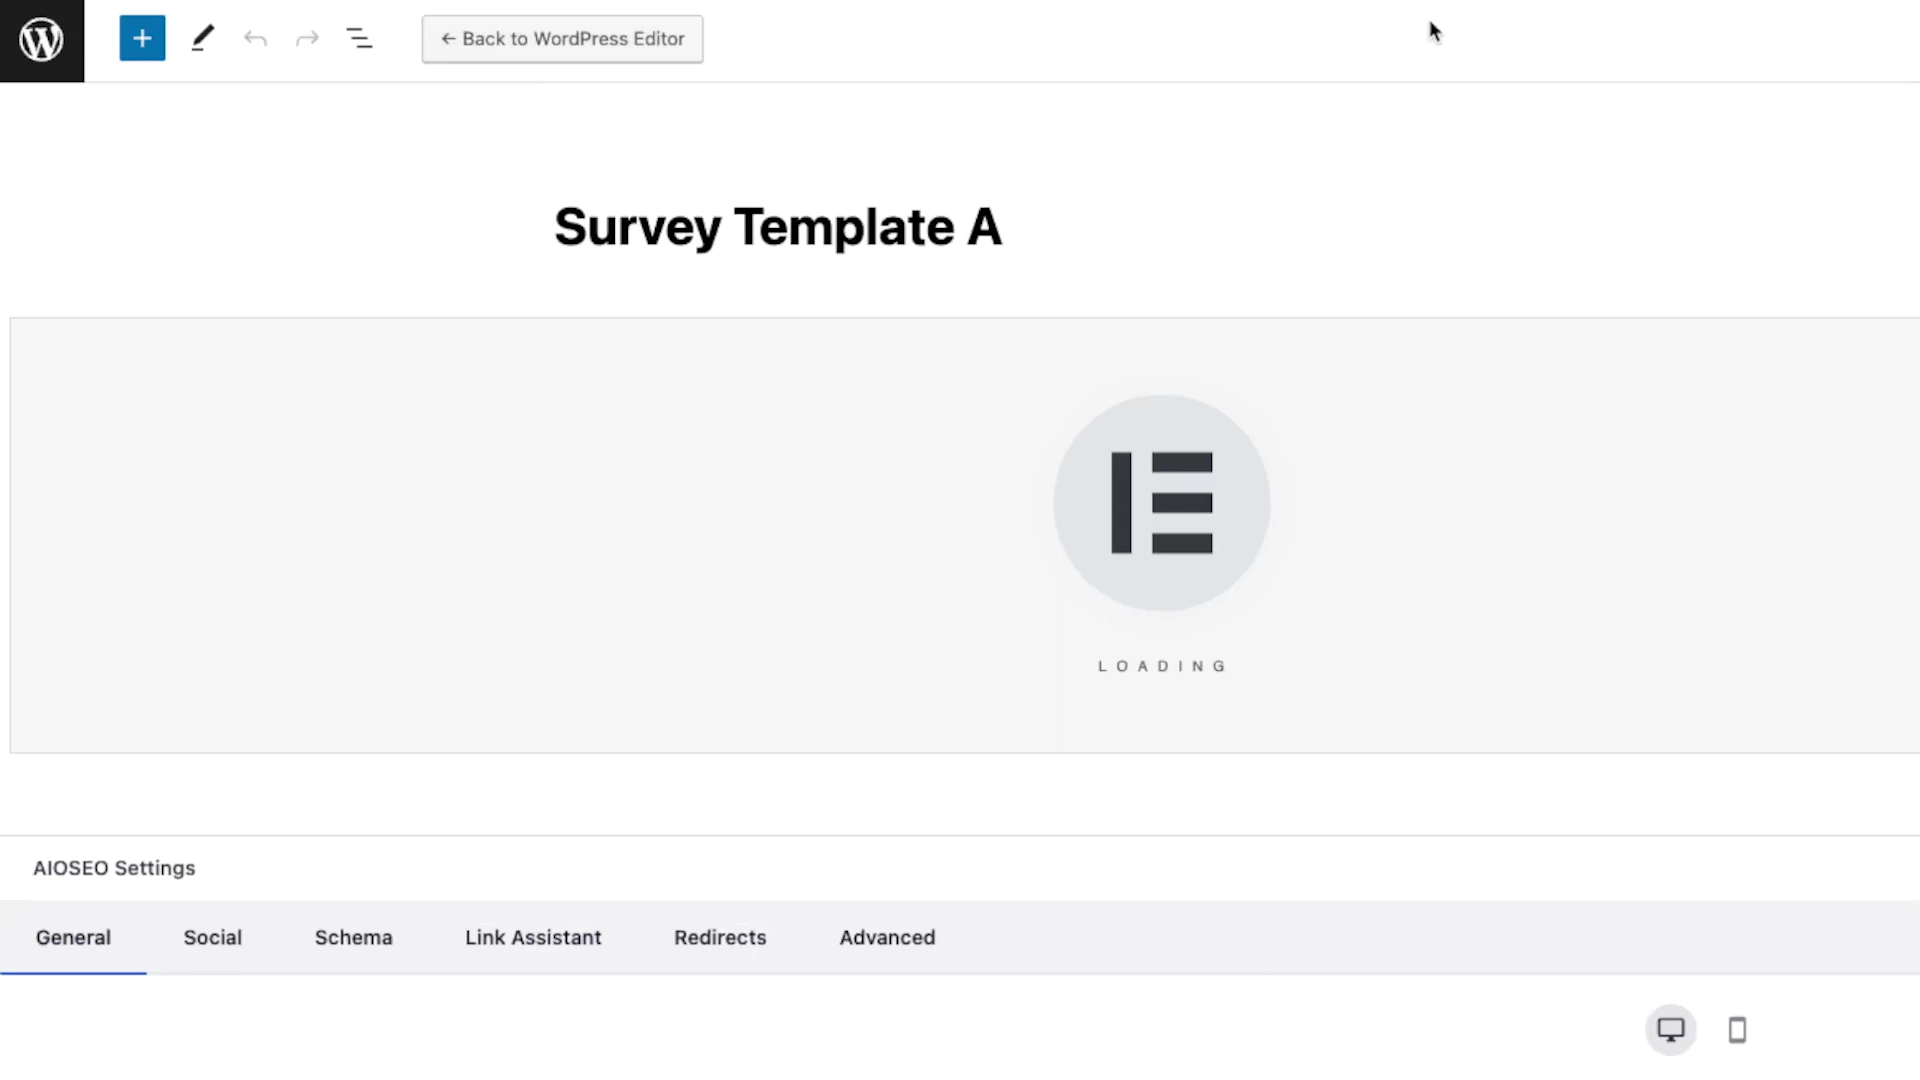 ← Back to WordPress Editor
Survey Template A
LOADING
AIOSEO Settings
General Social Schema Link Assistant Redirects Advanced